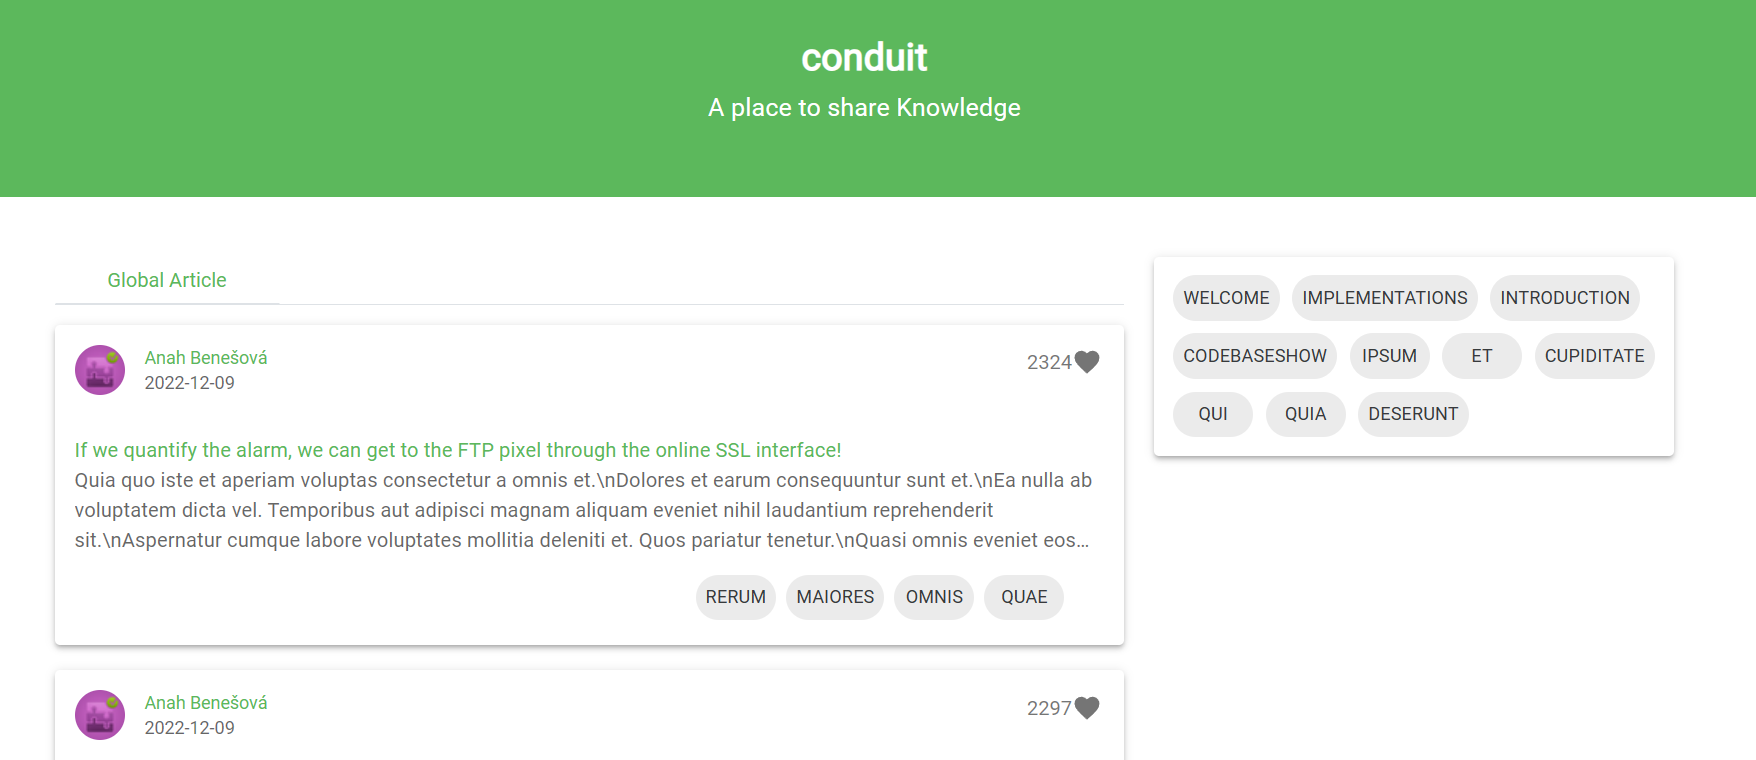 conduit
A place to share Knowledge
Global Article
Anah Benešová
2022-12-09
2324
If we quantify the alarm, we can get to the FTP pixel through the online SSL interface!
Quia quo iste et aperiam voluptas consectetur a omnis et.\nDolores et earum consequuntur sunt et.\nEa nulla ab
voluptatem dicta vel. Temporibus aut adipisci magnam aliquam eveniet nihil laudantium reprehenderit
sit.\nAspernatur cumque labore voluptates mollitia deleniti et. Quos pariatur tenetur.\nQuasi omnis eveniet eos…
RERUM MAIORES OMNIS QUAE
Anah Benešová
2022-12-09
2297
WELCOME IMPLEMENTATIONS INTRODUCTION
CODEBASESHOW IPSUM ET CUPIDITATE
QUI QUIA DESERUNT